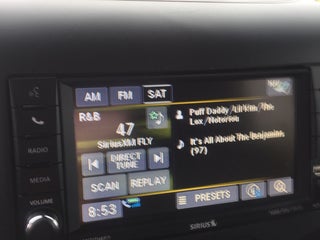 AM FM SAT
R&B
47
SiriusXM FLY
DIRECT
TUNE
SCAN REPLAY
8:53
Puff Daddy /Lil Kim/The
Lox/Notoriou
It's All About The Benjamins
(97)
PRESETS
RADIO
MEDIA
VOLUME
SIRIUS